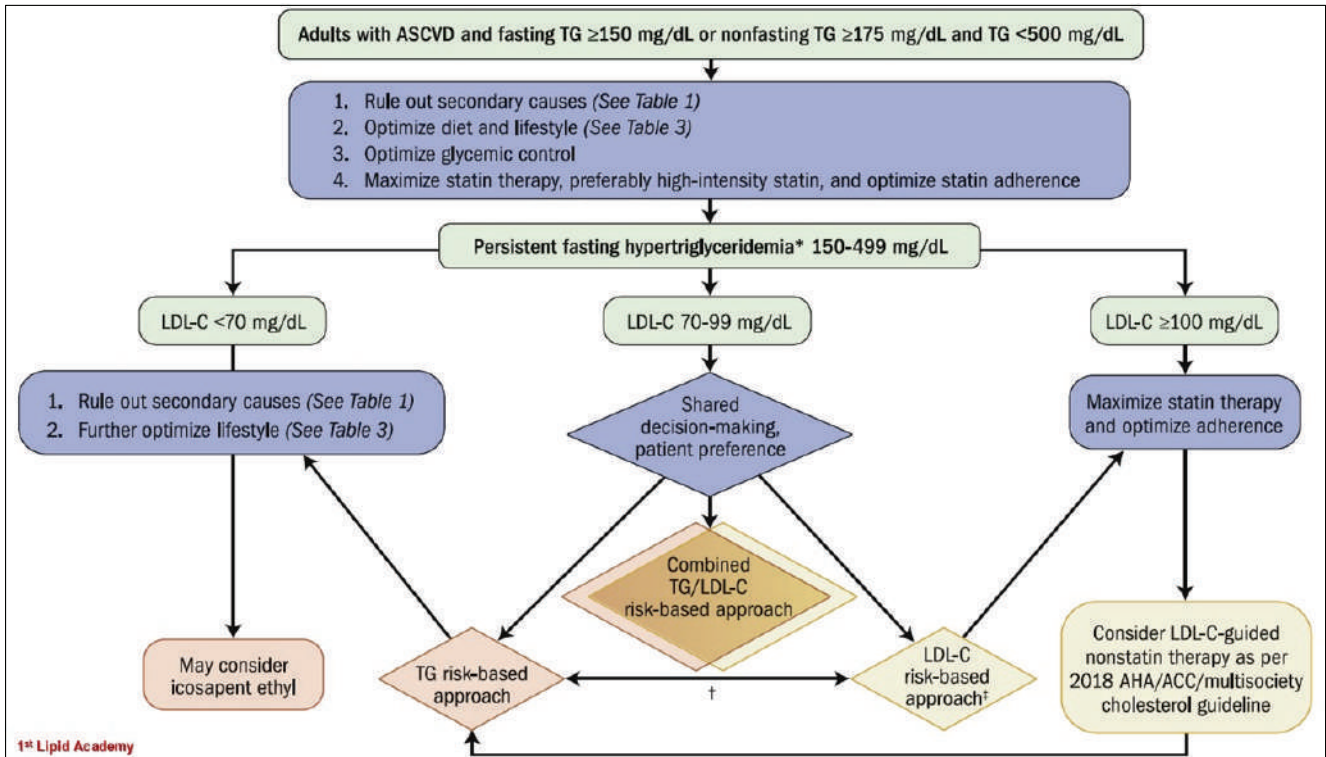 Adults with ASCVD and fasting TG ≥150 mg/dL or nonfasting TG ≥175 mg/dL and TG <500 mg/dL
1. Rule out secondary causes (See Table 1)
2. Optimize diet and lifestyle (See Table 3)
3. Optimize glycemic control
4. Maximize statin therapy, preferably high-intensity statin, and optimize statin adherence
Persistent fasting hypertriglyceridemia* 150-499 mg/dL
LDL-C <70 mg/dL
LDL-C 70-99 mg/dL
LDL-C ≥100 mg/dL
1. Rule out secondary causes (See Table 1)
2. Further optimize lifestyle (See Table 3)
Shared
decision-making,
patient preference
Maximize statin therapy
and optimize adherence
Combined
TG/LDL-C
risk-based approach
May consider
icosapent ethyl
TG risk-based
approach
†
LDL-C
risk-based
approach‡
Consider LDL-C-guided
nonstatin therapy as per
2018 AHA/ACC/multisociety
cholesterol guideline
1st Lipid Academy